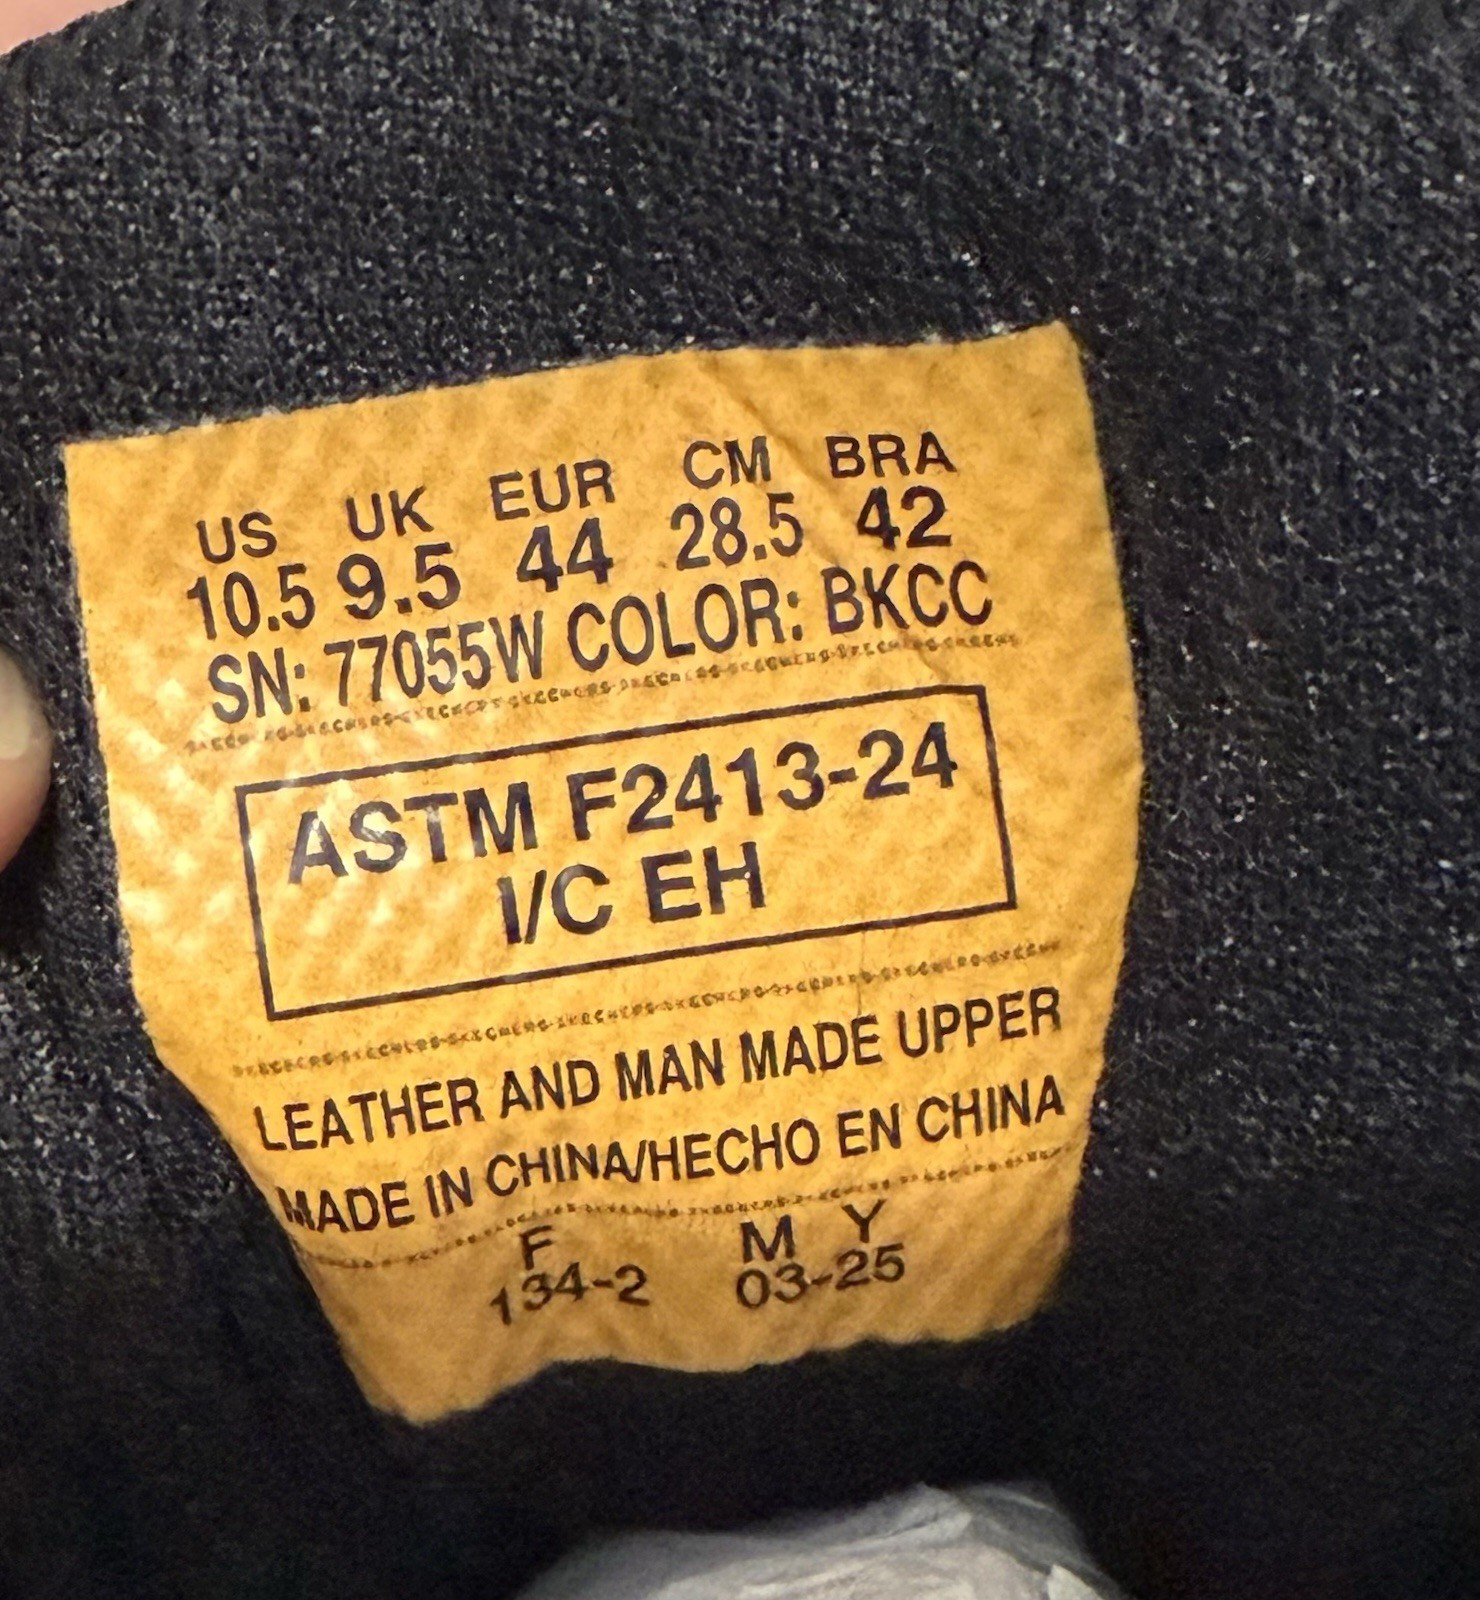 US UK EUR CM BRA
10.5 9.5 44 28.5 42
SN: 77055W COLOR: BKCC
ASTM F2413-24
I/C EH
LEATHER AND MAN MADE UPPER
MADE IN CHINA/HECHO EN CHINA
F M Y
134-2 03-25